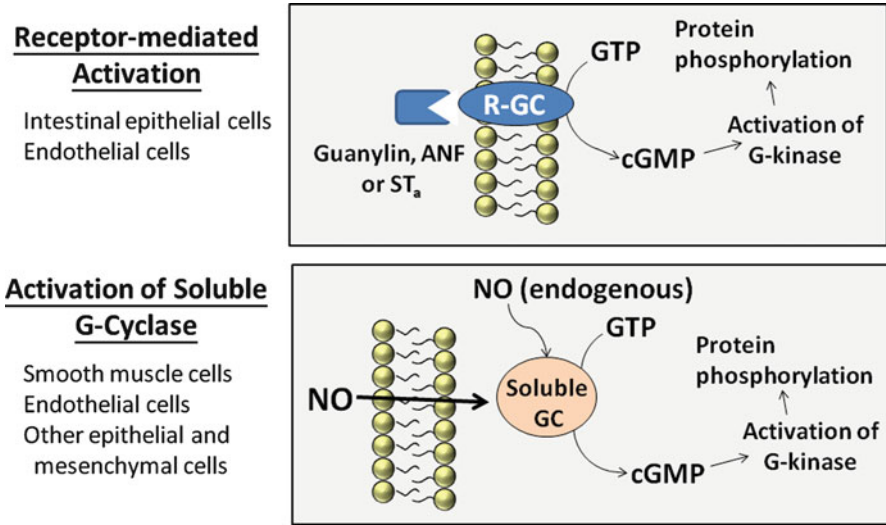 Receptor-mediated
Activation
Intestinal epithelial cells
Endothelial cells
GTP
R-GC
Guanylin, ANF
or STa
cGMP
Protein
phosphorylation
Activation of
G-kinase
Activation of Soluble
G-Cyclase
Smooth muscle cells
Endothelial cells
Other epithelial and
mesenchymal cells
NO (endogenous)
GTP
NO
Soluble
GC
cGMP
Protein
phosphorylation
Activation of
G-kinase